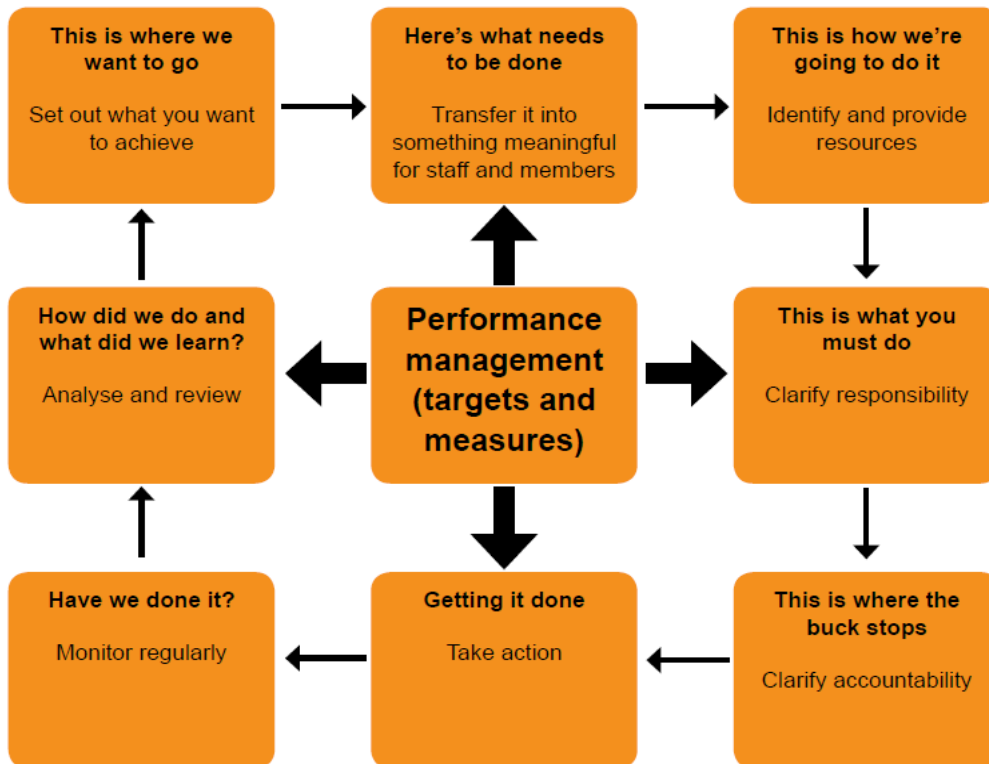 This is where we
want to go
Set out what you want
to achieve
Here's what needs
to be done
Transfer it into
something meaningful
for staff and members
This is how we're
going to do it
Identify and provide
resources
How did we do and
what did we learn?
Analyse and review
Performance
management
(targets and
measures)
This is what you
must do
Clarify responsibility
Have we done it?
Monitor regularly
Getting it done
Take action
This is where the
buck stops
Clarify accountability